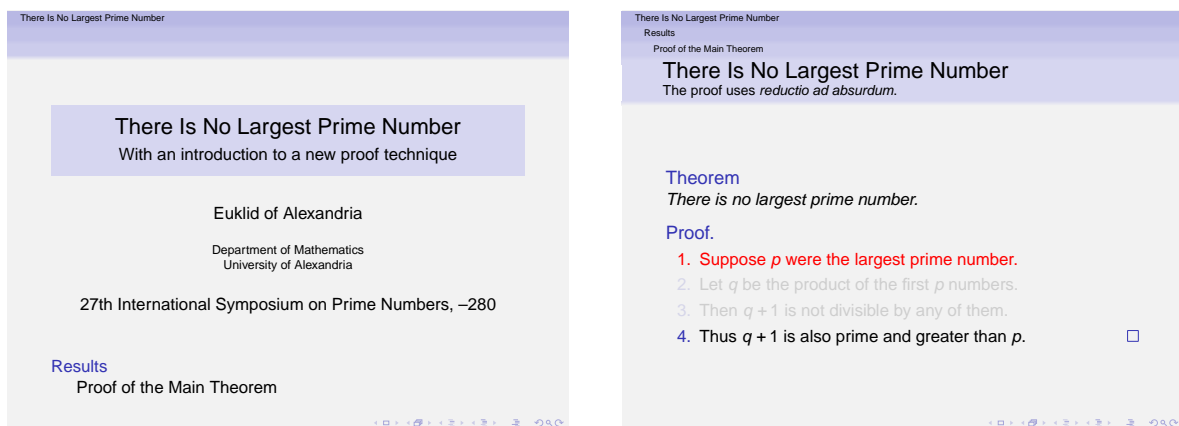 There Is No Largest Prime Number
There Is No Largest Prime Number
With an introduction to a new proof technique
Euklid of Alexandria
Department of Mathematics
University of Alexandria
27th International Symposium on Prime Numbers, –280
Results
Proof of the Main Theorem
There Is No Largest Prime Number
Results
Proof of the Main Theorem
There Is No Largest Prime Number
The proof uses reductio ad absurdum.
Theorem
There is no largest prime number.
Proof.
1. Suppose p were the largest prime number.
2. Let q be the product of the first p numbers.
3. Then q + 1 is not divisible by any of them.
4. Thus q + 1 is also prime and greater than p.